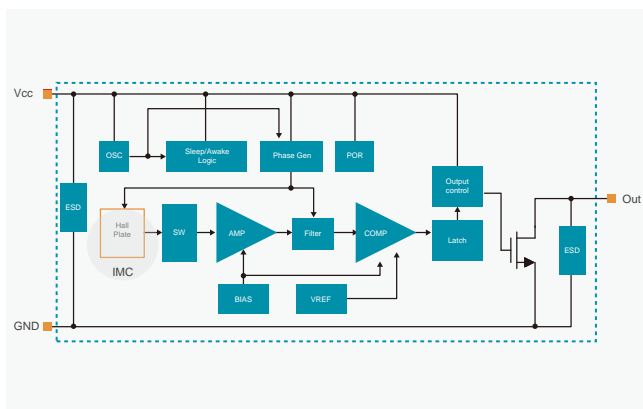 Vcc
OSC
Sleep/Awake
Logic
Phase Gen
POR
Output
control
Out
ESD
Hall
Plate
SW
AMP
Filter
COMP
Latch
ESD
IMC
BIAS
VREF
GND